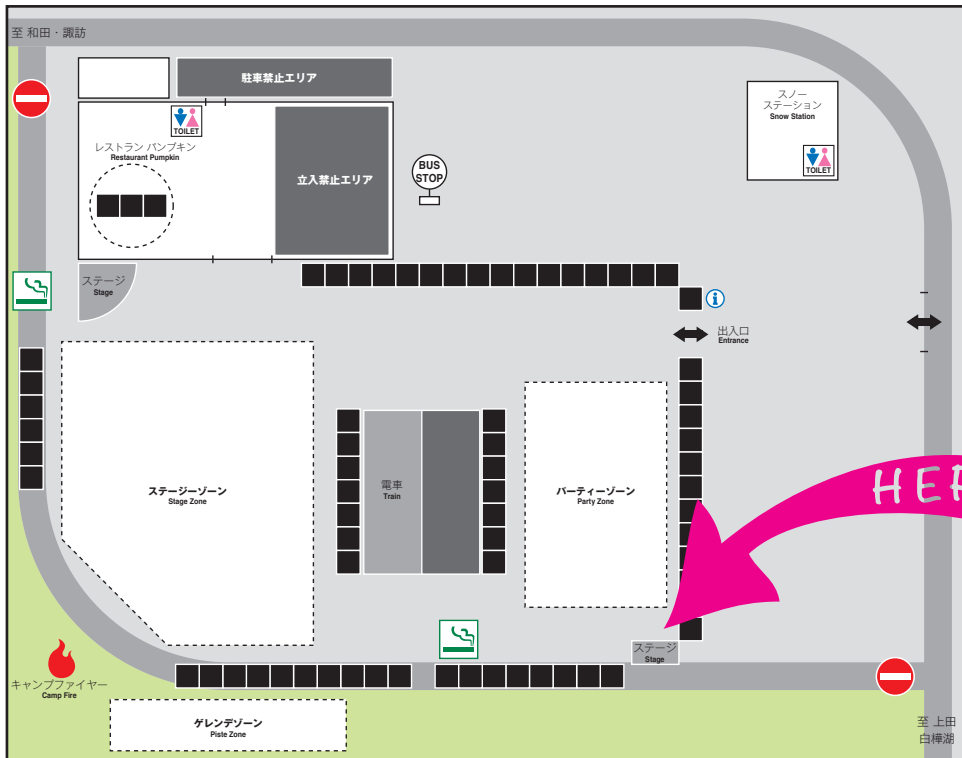 至 和田・諏訪
駐車禁止エリア
スノー
ステーション
Snow Station
TOILET
レストラン パンプキン
Restaurant Pumpkin
TOILET
立入禁止エリア
BUS
STOP
ステージ
Stage
出入口
Entrance
ステージゾーン
Stage Zone
電車
Train
パーティーゾーン
Party Zone
ステージ
Stage
キャンプファイヤー
Camp Fire
ゲレンデゾーン
Piste Zone
至 上田
白樺湖